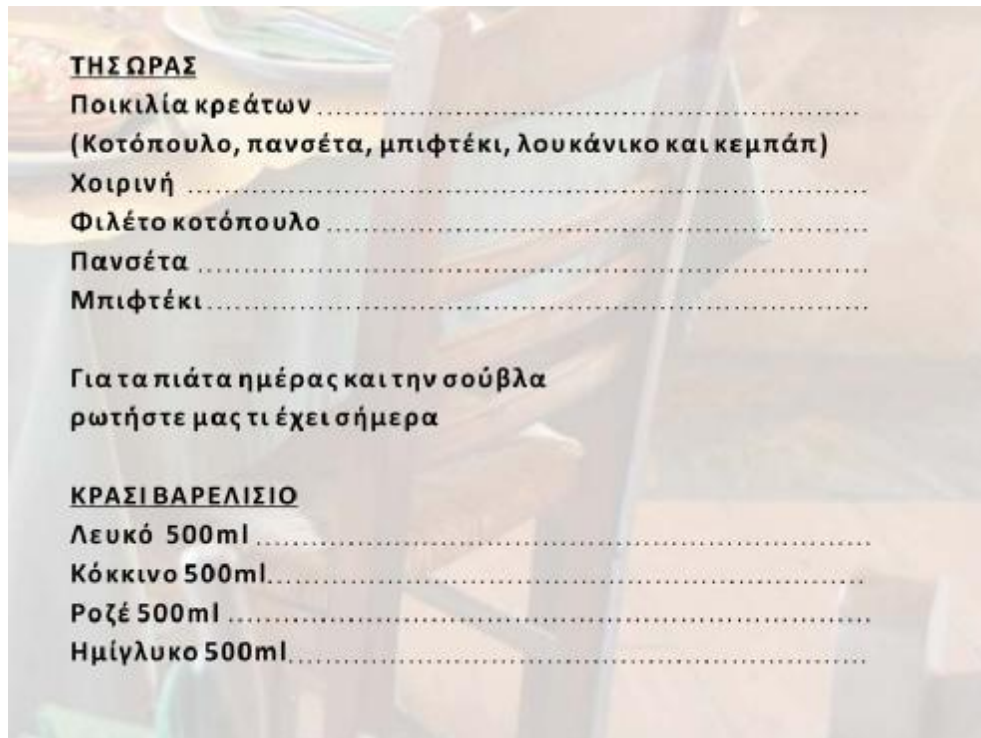 ΤΗΣ ΩΡΑΣ
Ποικιλία κρεάτων ......................................................
(Κοτόπουλο, πανσέτα, μπιφτέκι, λουκάνικο και κεμπάπ)
Χοιρινή ....................................................................
Φιλέτο κοτόπουλο ......................................................
Πανσέτα ...................................................................
Μπιφτέκι..................................................................
Για τα πιάτα ημέρας και την σούβλα
ρωτήστε μας τι έχει σήμερα
ΚΡΑΣΙ ΒΑΡΕΛΙΣΙΟ
Λευκό 500ml .............................................................
Κόκκινο 500ml............................................................
Ροζέ 500ml ................................................................
Ημίγλυκο 500ml..........................................................